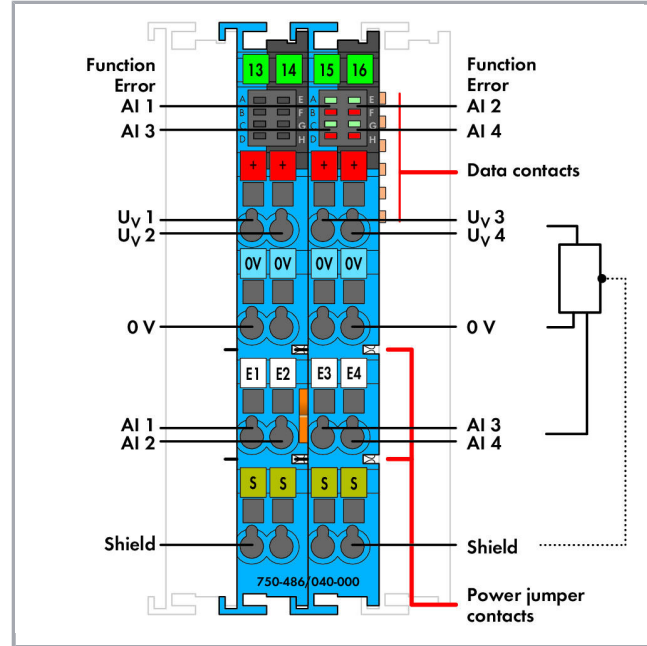 Function
Error
AI 1
AI 3
13 14 15 16
A E A E
B F B F
C G C G
D H D H
Function
Error
AI 2
AI 4
Data contacts
+ + + +
UV 1
UV 2
UV 3
UV 4
0V 0V 0V 0V
0 V
0 V
E1 E2 E3 E4
AI 1
AI 2
AI 3
AI 4
S S S S
Shield
Shield
750-486/040-000
Power jumper
contacts